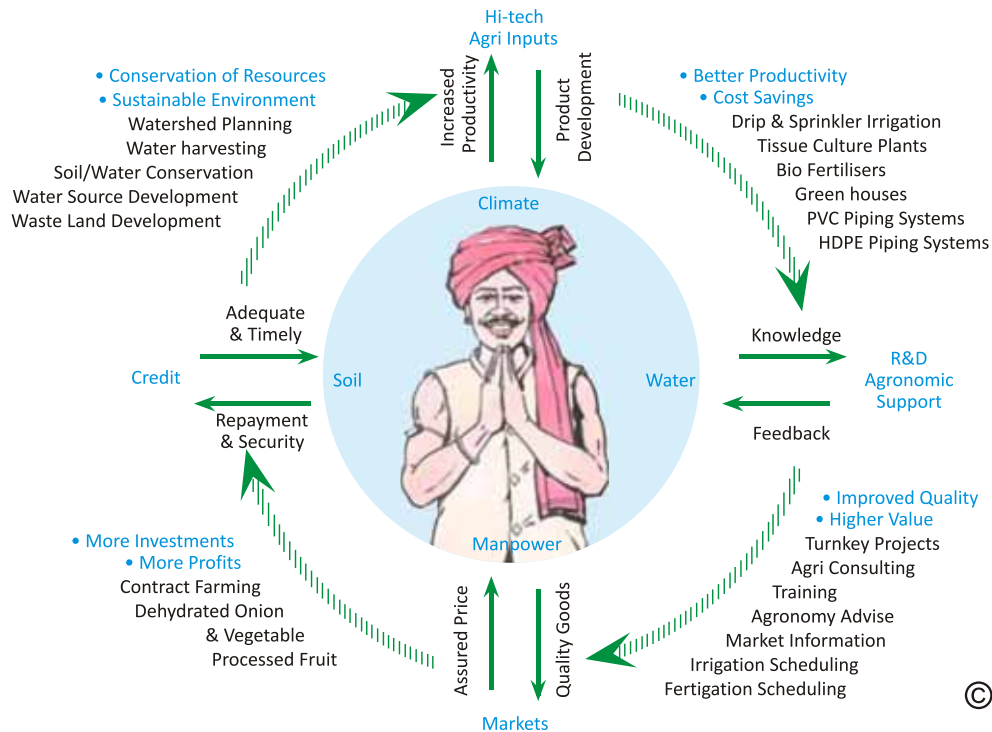 Hi-tech
Agri Inputs
Increased
Productivity
Product
Development
• Conservation of Resources
• Sustainable Environment
Watershed Planning
Water harvesting
Soil/Water Conservation
Water Source Development
Waste Land Development
• Better Productivity
• Cost Savings
Drip & Sprinkler Irrigation
Tissue Culture Plants
Bio Fertilisers
Green houses
PVC Piping Systems
HDPE Piping Systems
Climate
Adequate
& Timely
Credit
Repayment
& Security
Soil
Water
Knowledge
R&D
Agronomic
Support
Feedback
Manpower
• More Investments
• More Profits
Contract Farming
Dehydrated Onion
& Vegetable
Processed Fruit
Assured Price
Quality Goods
• Improved Quality
• Higher Value
Turnkey Projects
Agri Consulting
Training
Agronomy Advise
Market Information
Irrigation Scheduling
Fertigation Scheduling
Markets
©